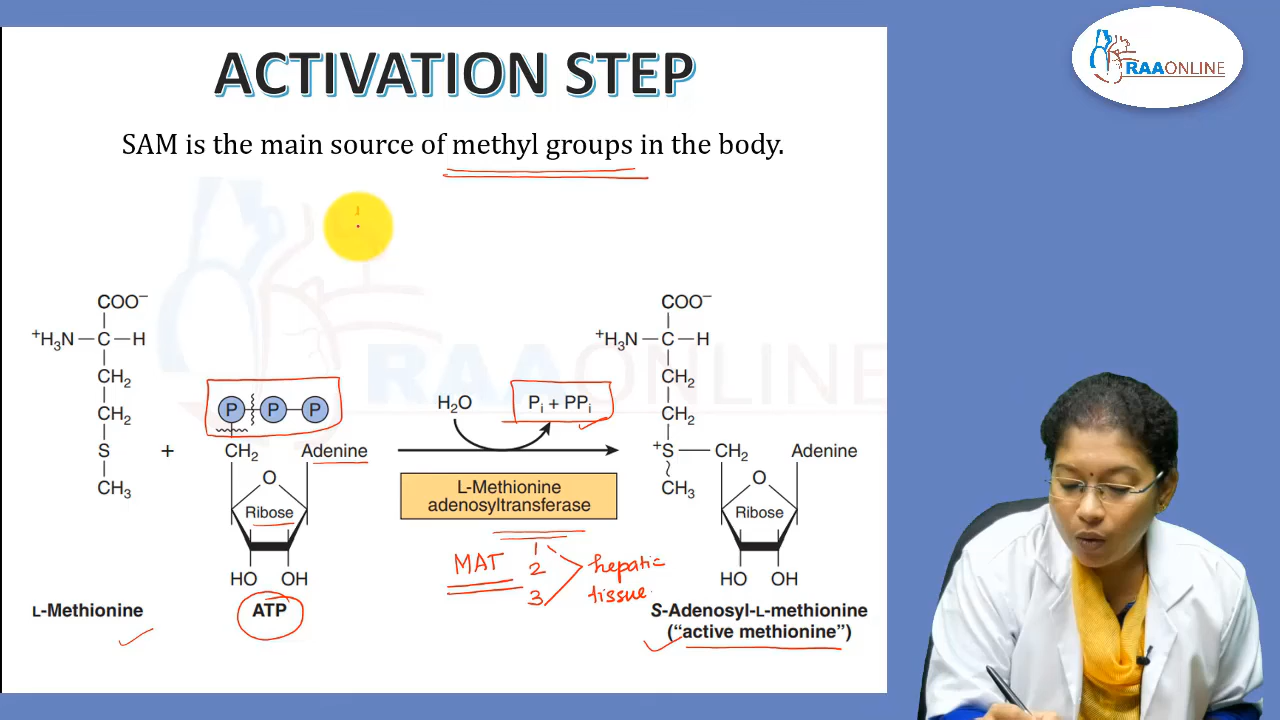 ACTIVATION STEP
RAAONLINE
SAM is the main source of methyl groups in the body.
RAAONLINE
COO⁻
⁺H₃N—C—H
CH₂
CH₂
S
CH₃
L-Methionine
+
P P P
CH₂ Adenine
O
Ribose
HO OH
ATP
H₂O Pᵢ + PPᵢ
L-Methionine
adenosyltransferase
MAT
1
2
3
hepatic
tissue
COO⁻
⁺H₃N—C—H
CH₂
CH₂
⁺S—CH₂ Adenine
CH₃
O
Ribose
HO OH
S-Adenosyl-L-methionine
(“active methionine”)